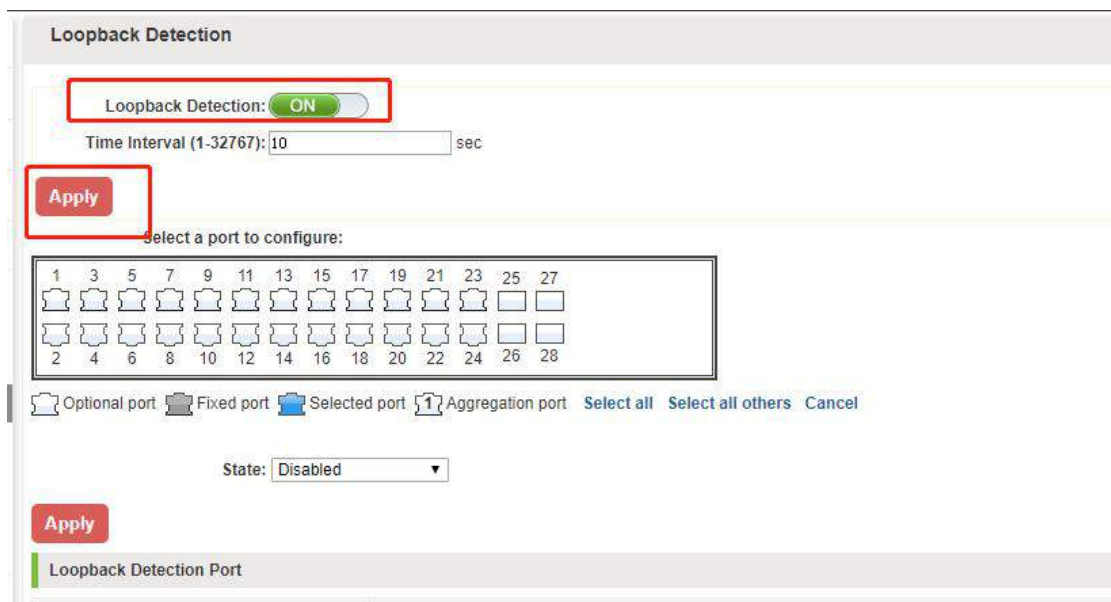 Loopback Detection
Loopback Detection: ON
Time Interval (1-32767): 10 sec
Apply
Select a port to configure:
1 3 5 7 9 11 13 15 17 19 21 23 25 27
2 4 6 8 10 12 14 16 18 20 22 24 26 28
Optional port Fixed port Selected port 1 Aggregation port Select all Select all others Cancel
State: Disabled
Apply
Loopback Detection Port